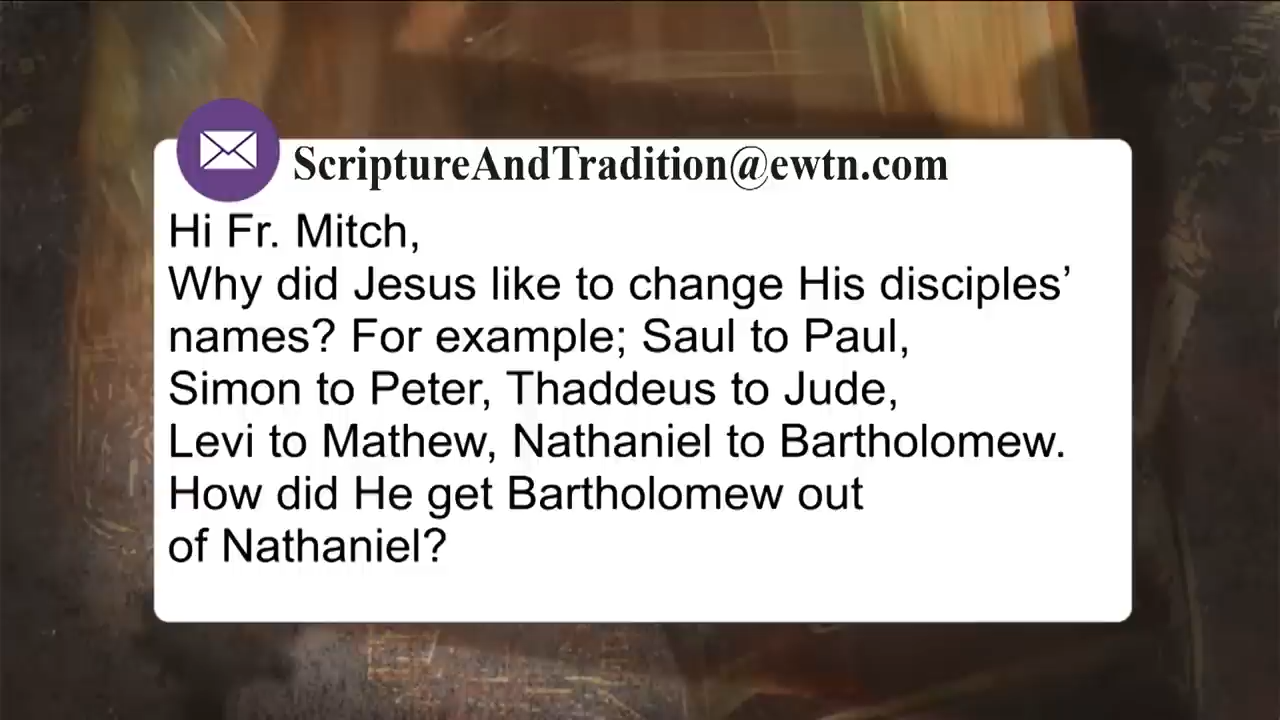 ScriptureAndTradition@ewtn.com
Hi Fr. Mitch,
Why did Jesus like to change His disciples’
names? For example; Saul to Paul,
Simon to Peter, Thaddeus to Jude,
Levi to Mathew, Nathaniel to Bartholomew.
How did He get Bartholomew out
of Nathaniel?